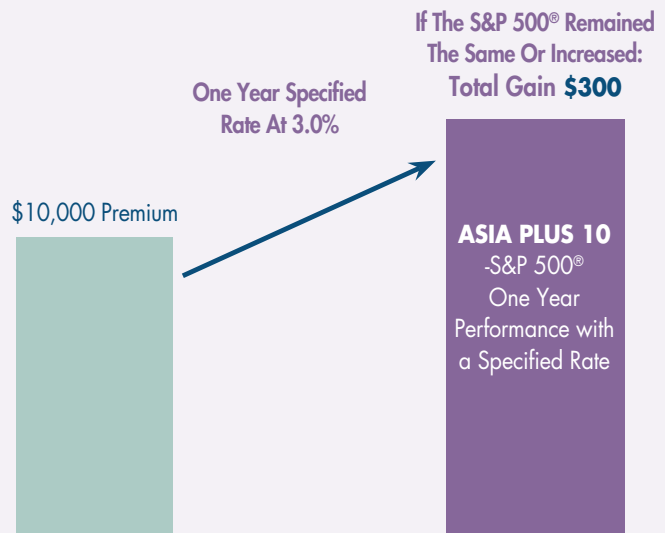 If The S&P 500® Remained
The Same Or Increased:
Total Gain $300
One Year Specified
Rate At 3.0%
$10,000 Premium
ASIA PLUS 10
-S&P 500®
One Year
Performance with
a Specified Rate